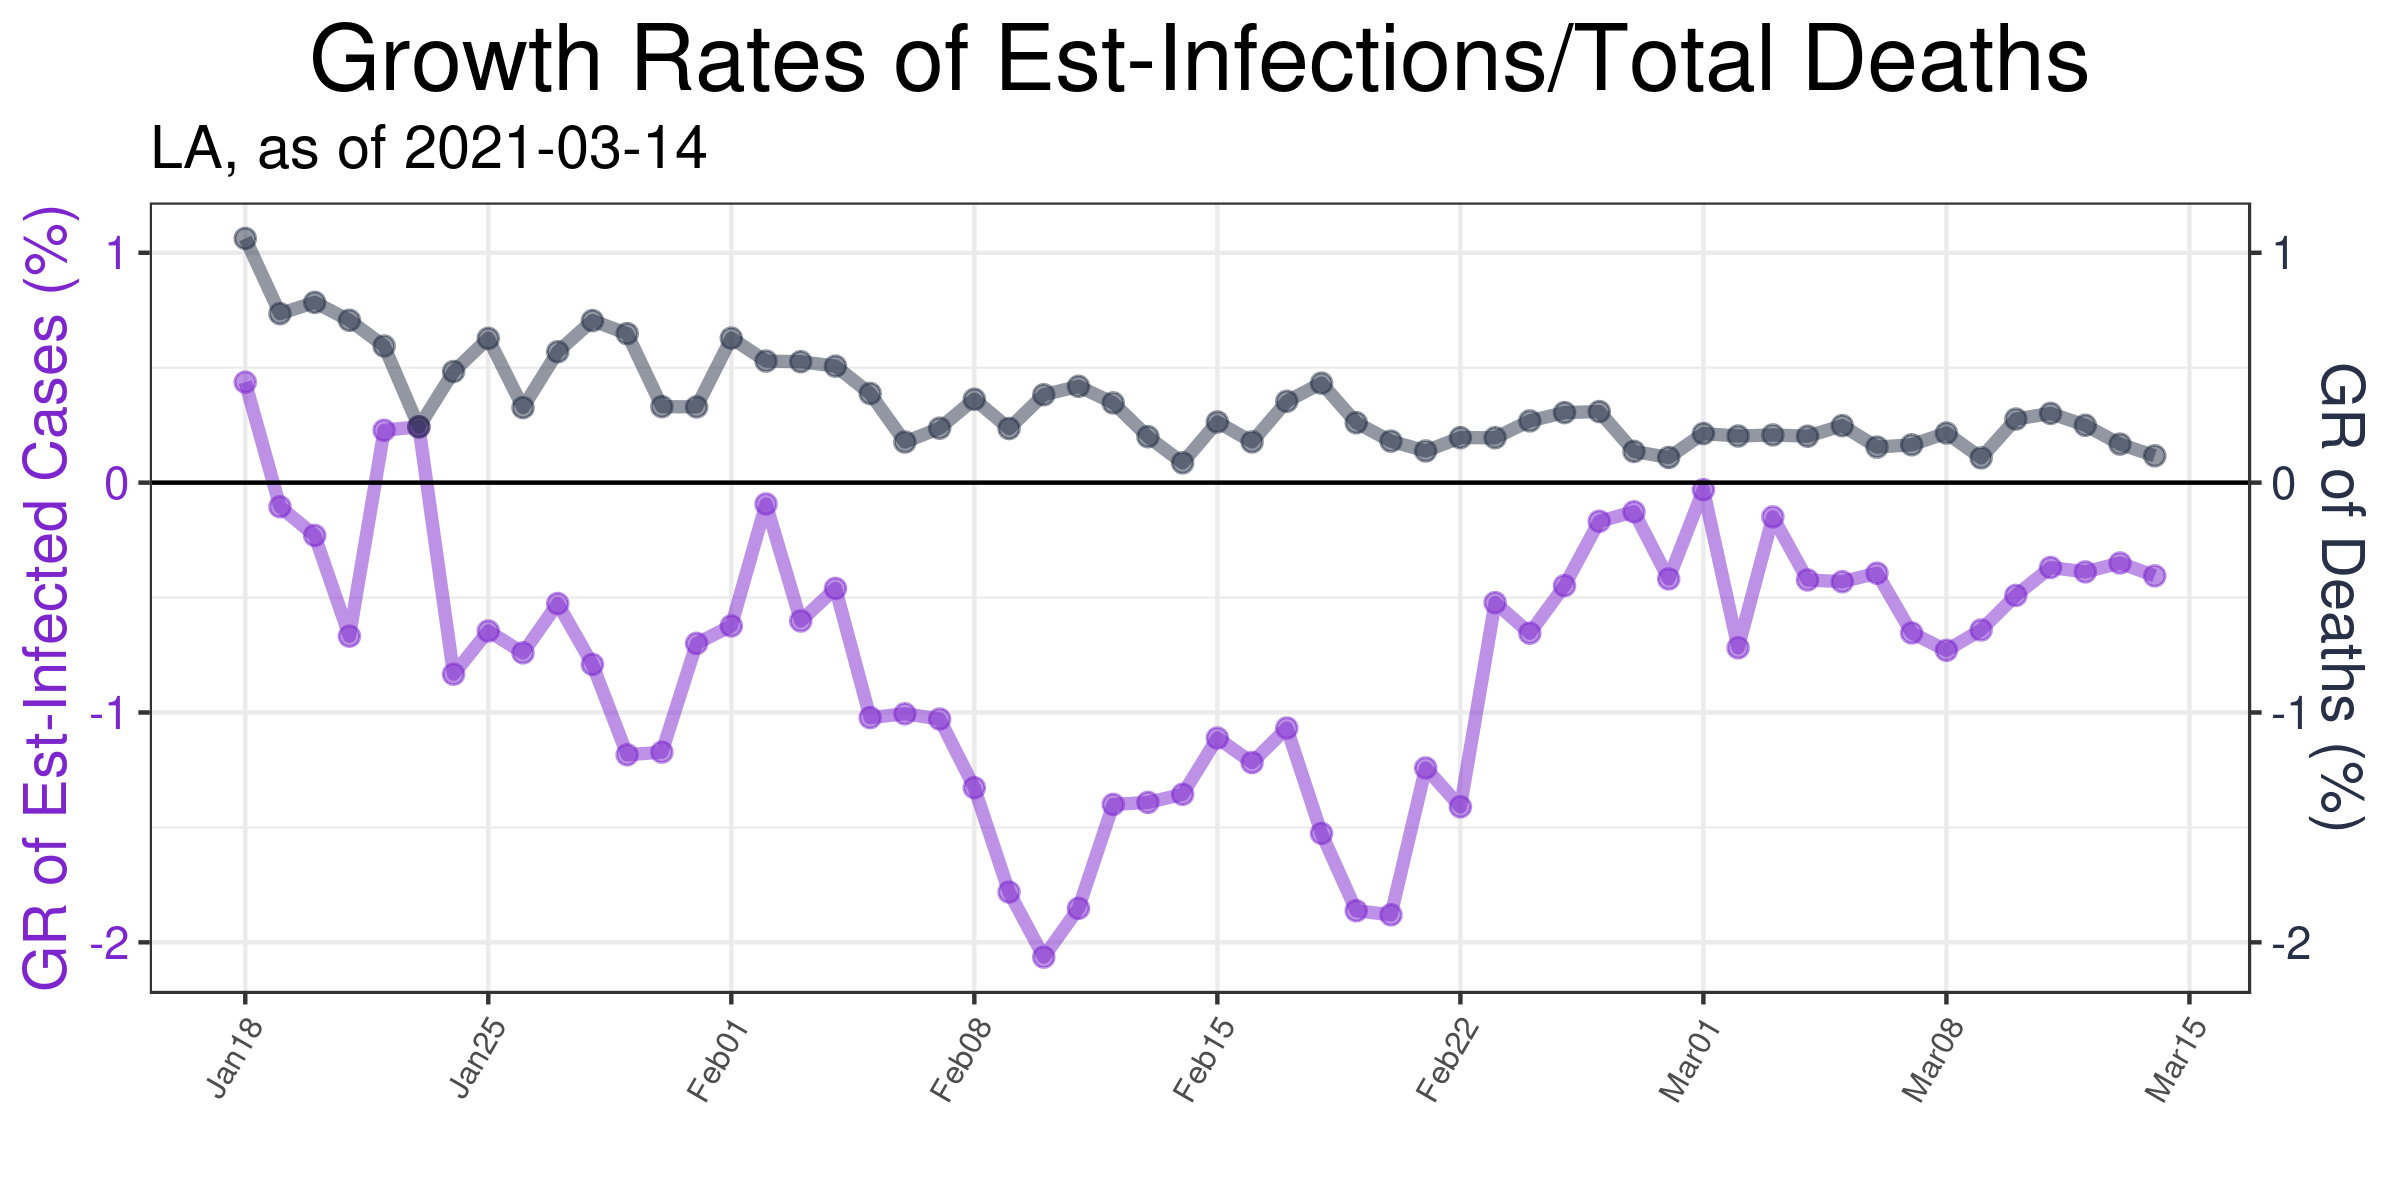 Growth Rates of Est-Infections/Total Deaths
LA, as of 2021-03-14
GR of Est-Infected Cases (%)
1
0
-1
-2
1
0
-1
-2
GR of Deaths (%)
Jan18
Jan25
Feb01
Feb08
Feb15
Feb22
Mar01
Mar08
Mar15